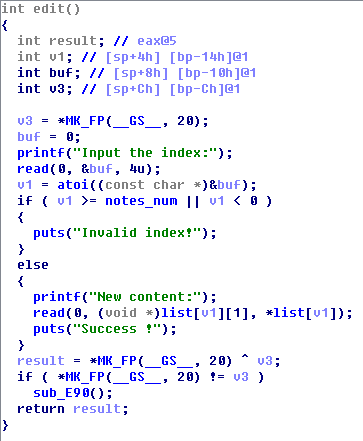 int edit()
{
  int result; // eax@5
  int v1; // [sp+4h] [bp-14h]@1
  int buf; // [sp+8h] [bp-10h]@1
  int v3; // [sp+Ch] [bp-Ch]@1

  v3 = *MK_FP(__GS__, 20);
  buf = 0;
  printf("Input the index:");
  read(0, &buf, 4u);
  v1 = atoi((const char *)&buf);
  if ( v1 >= notes_num || v1 < 0 )
  {
    puts("Invalid index!");
  }
  else
  {
    printf("New content:");
    read(0, (void *)list[v1][1], *list[v1]);
    puts("Success !");
  }
  result = *MK_FP(__GS__, 20) ^ v3;
  if ( *MK_FP(__GS__, 20) != v3 )
    sub_E90();
  return result;
}